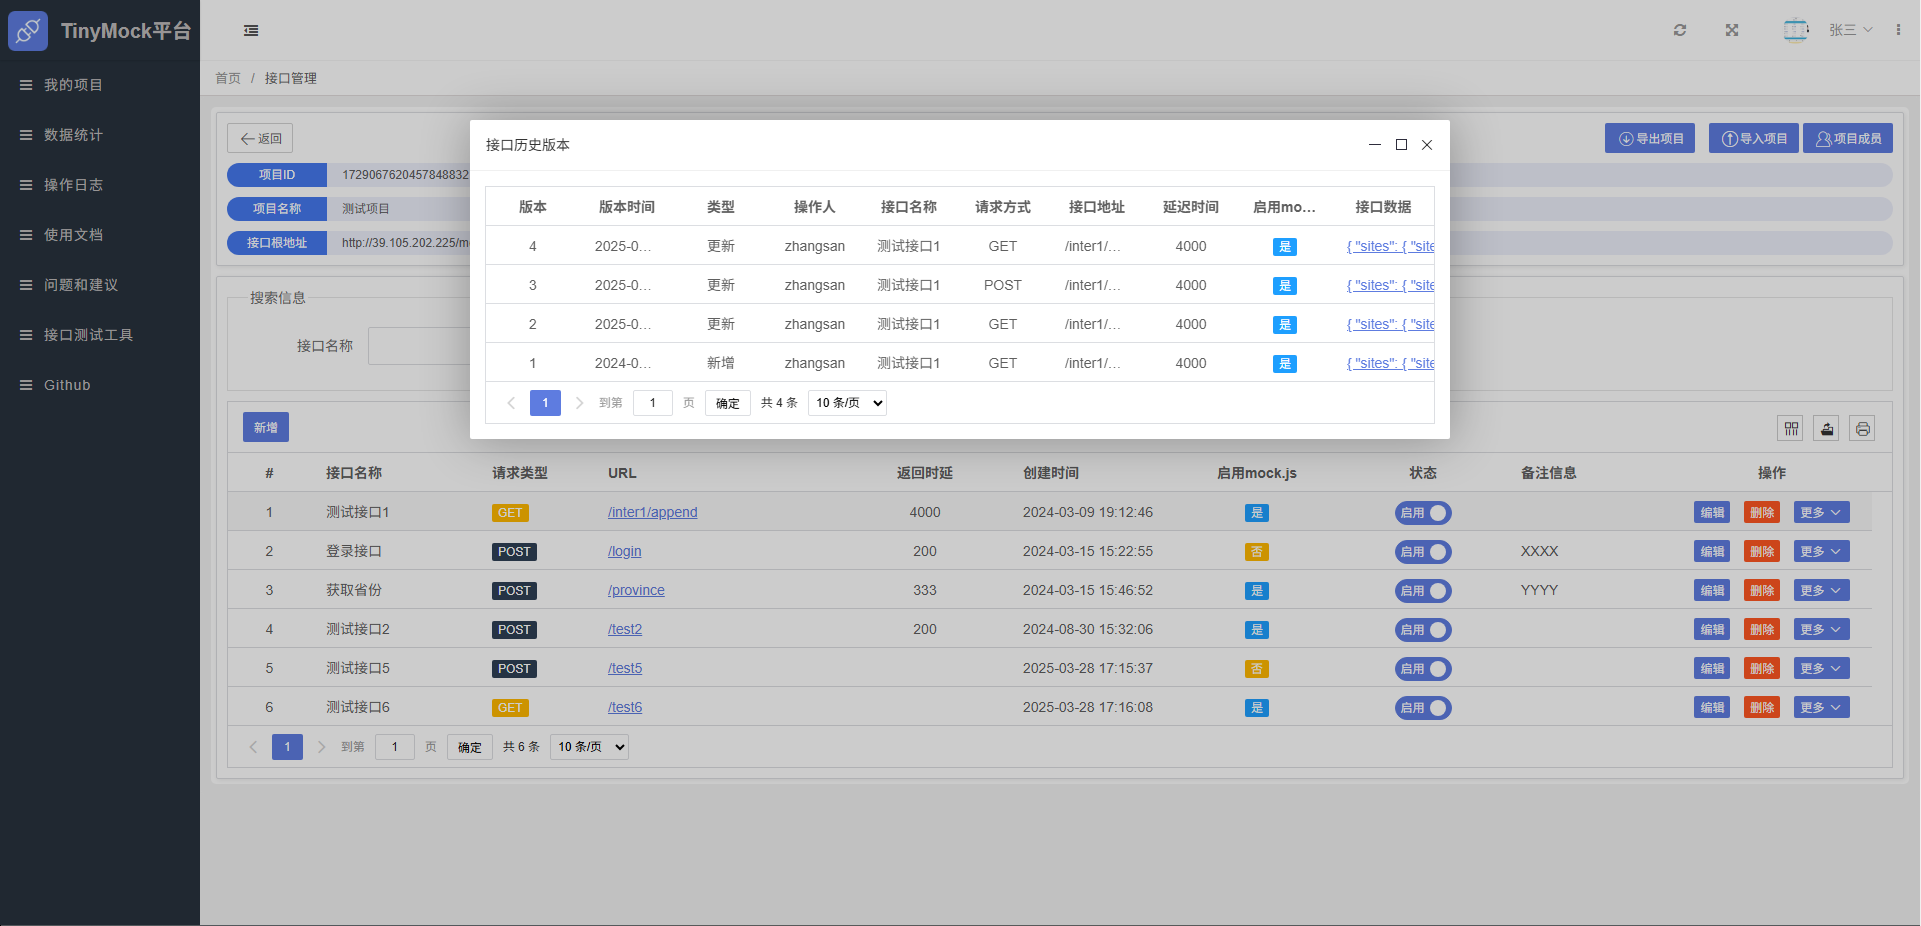 TinyMock平台
张三
我的项目
数据统计
操作日志
使用文档
问题和建议
接口测试工具
Github
首页 / 接口管理
返回
导出项目 导入项目 项目成员
项目ID 1729067620457848832
项目名称 测试项目
接口根地址 http://39.105.202.225/m
搜索信息
接口名称
接口历史版本
版本 版本时间 类型 操作人 接口名称 请求方式 接口地址 延迟时间 启用mo... 接口数据
4 2025-0... 更新 zhangsan 测试接口1 GET /inter1/... 4000 是 { "sites": { "site
3 2025-0... 更新 zhangsan 测试接口1 POST /inter1/... 4000 是 { "sites": { "site
2 2025-0... 更新 zhangsan 测试接口1 GET /inter1/... 4000 是 { "sites": { "site
1 2024-0... 新增 zhangsan 测试接口1 GET /inter1/... 4000 是 { "sites": { "site
1 到第 1 页 确定 共 4 条 10 条/页
新增
# 接口名称 请求类型 URL 返回时延 创建时间 启用mock.js 状态 备注信息 操作
1 测试接口1 GET /inter1/append 4000 2024-03-09 19:12:46 是 启用 编辑 删除 更多
2 登录接口 POST /login 200 2024-03-15 15:22:55 否 启用 XXXX 编辑 删除 更多
3 获取省份 POST /province 333 2024-03-15 15:46:52 是 启用 YYYY 编辑 删除 更多
4 测试接口2 POST /test2 200 2024-08-30 15:32:06 是 启用 编辑 删除 更多
5 测试接口5 POST /test5 2025-03-28 17:15:37 否 启用 编辑 删除 更多
6 测试接口6 GET /test6 2025-03-28 17:16:08 是 启用 编辑 删除 更多
1 到第 1 页 确定 共 6 条 10 条/页